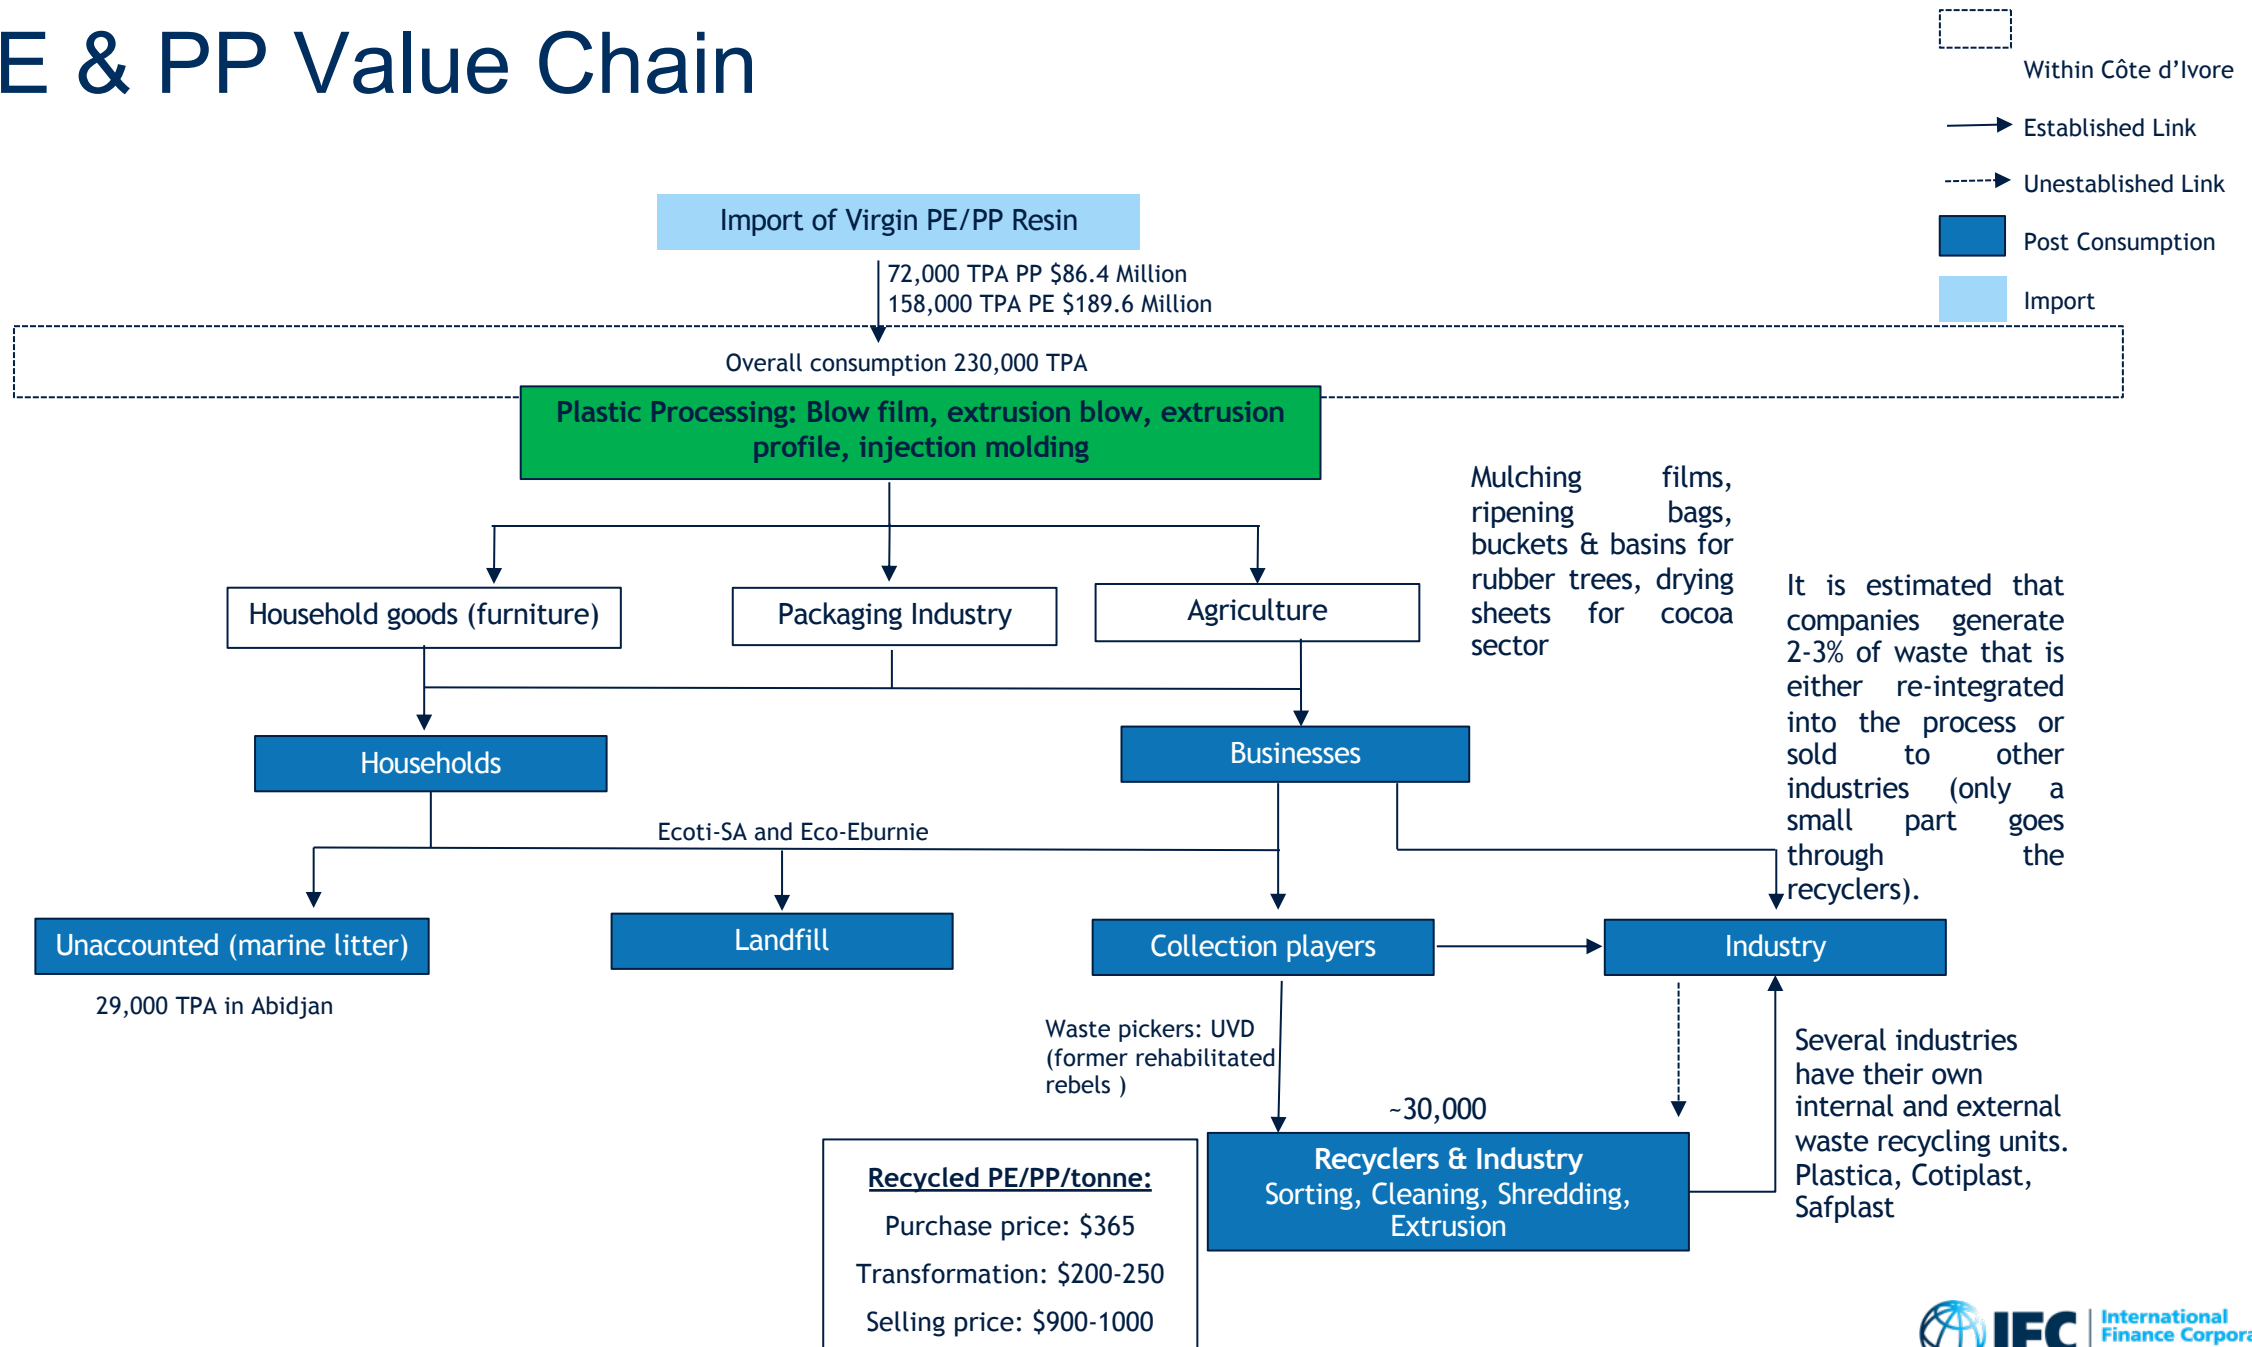 E & PP Value Chain
Within Côte d’Ivore
Established Link
Unestablished Link
Post Consumption
Import
Import of Virgin PE/PP Resin
72,000 TPA PP $86.4 Million
158,000 TPA PE $189.6 Million
Overall consumption 230,000 TPA
Plastic Processing: Blow film, extrusion blow, extrusion
profile, injection molding
Mulching films,
ripening bags,
buckets & basins for
rubber trees, drying
sheets for cocoa
sector
Household goods (furniture)
Packaging Industry
Agriculture
It is estimated that
companies generate
2-3% of waste that is
either re-integrated
into the process or
sold to other
industries (only a
small part goes
through the
recyclers).
Households
Businesses
Ecoti-SA and Eco-Eburnie
Unaccounted (marine litter)
Landfill
Collection players
Industry
29,000 TPA in Abidjan
Waste pickers: UVD
(former rehabilitated
rebels )
~30,000
Several industries
have their own
internal and external
waste recycling units.
Plastica, Cotiplast,
Safplast
Recyclers & Industry
Sorting, Cleaning, Shredding,
Extrusion
Recycled PE/PP/tonne:
Purchase price: $365
Transformation: $200-250
Selling price: $900-1000
IFC
International
Finance Corpora